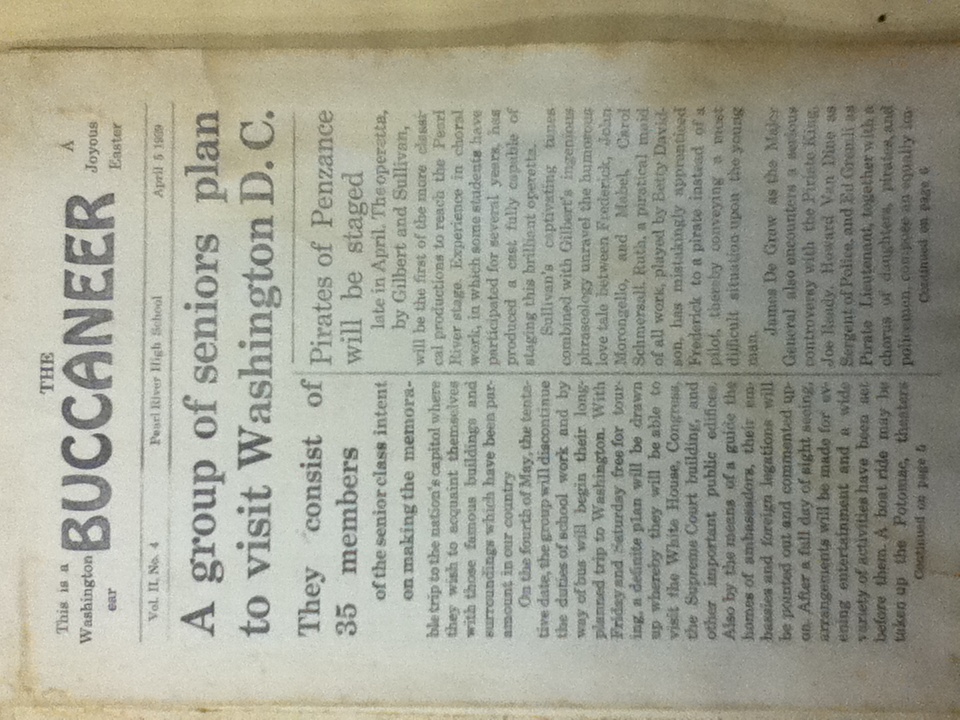 THE
This is a
Washington
ear
BUCCANEER
A
Joyous
Easter
Vol. II, No. 4 Pearl River High School April 5 1939
A group of seniors plan
to visit Washington D. C.
They consist of
35 members
of the senior class intent
on making the memora-
ble trip to the nation's capitol where
they wish to acquaint themselves
with those famous buildings and
surroundings which have been par-
amount in our country
On the fourth of May, the tenta-
tive date, the group will discontinue
the duties of school work and by
way of bus will begin their long-
planned trip to Washington. With
Friday and Saturday free for tour-
ing, a definite plan will be drawn
up whereby they will be able to
visit the White House, Congress,
the Supreme Court building, and
other important public edifices.
Also by the means of a guide the
homes of ambassadors, their em-
bassies and foreign legations will
be pointed out and commented up-
on. After a full day of sight seeing,
arrangements will be made for ev-
ening entertainment and a wide
variety of activities have been set
before them. A boat ride may be
taken up the Potomac, theaters
Continued on page 5
Pirates of Penzance
will be staged
late in April. The operetta,
by Gilbert and Sullivan,
will be the first of the more classi-
cal productions to reach the Pearl
River stage. Experience in choral
work, in which some students have
participated for several years, has
produced a cast fully capable of
staging this brilliant operetta.
Sullivan's captivating tunes
combined with Gilbert's ingenious
phraseology unravel the humorous
love tale between Frederick, John
Morongello, and Mabel, Carol
Schmersall. Ruth, a piratical maid
of all work, played by Betty David-
son, has mistakingly apprenticed
Frederick to a pirate instead of a
pilot, thereby conveying a most
difficult situation upon the young
man.
James De Graw as the Major
General also encounters a zealous
controversy with the Pirate King,
Joe Rendy. Howard Van Dine as
Sergent of Police, and Ed Grenli as
Pirate Lieutenant, together with a
chorus of daughters, pirates, and
policemen, compose an equally im-
Continued on page 6